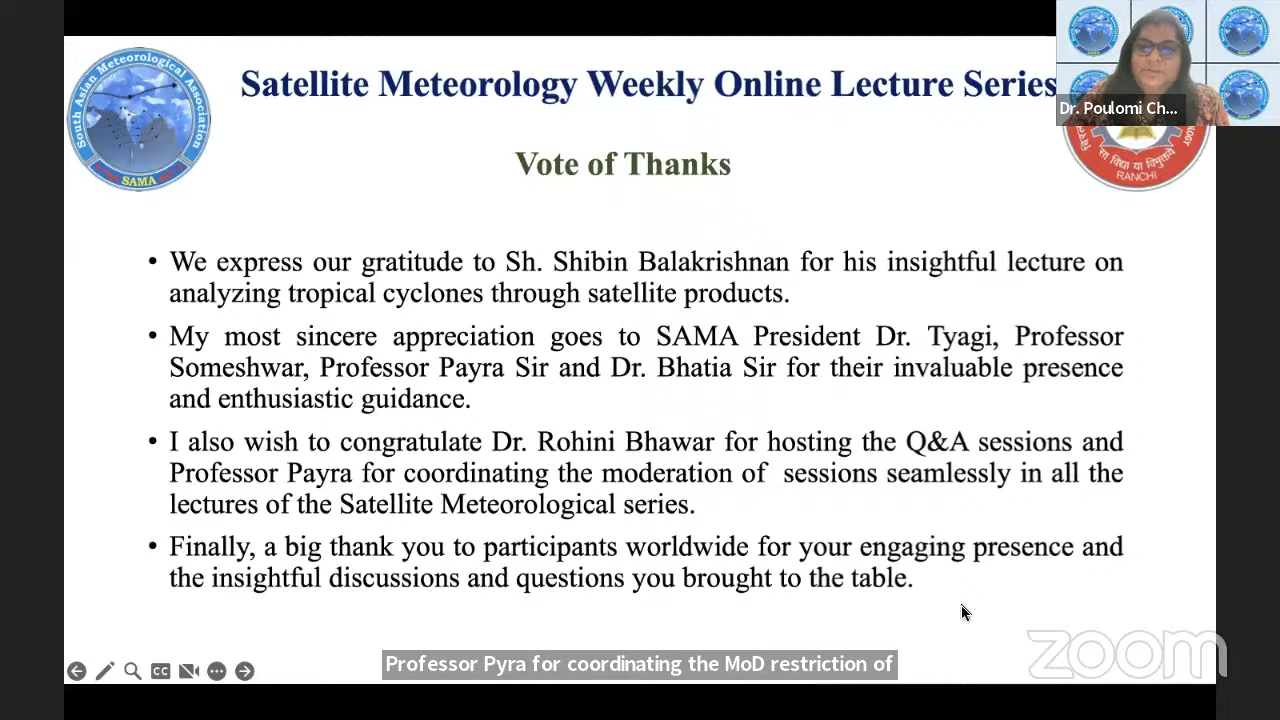 South Asian Meteorological Association
SAMA
Satellite Meteorology Weekly Online Lecture Series
SAMA
SAMA
SAMA
SAMA
Dr. Poulomi Ch...
सा विद्या या विमुक्तये
RANCHI
Vote of Thanks
• We express our gratitude to Sh. Shibin Balakrishnan for his insightful lecture on
analyzing tropical cyclones through satellite products.
• My most sincere appreciation goes to SAMA President Dr. Tyagi, Professor
Someshwar, Professor Payra Sir and Dr. Bhatia Sir for their invaluable presence
and enthusiastic guidance.
• I also wish to congratulate Dr. Rohini Bhawar for hosting the Q&A sessions and
Professor Payra for coordinating the moderation of sessions seamlessly in all the
lectures of the Satellite Meteorological series.
• Finally, a big thank you to participants worldwide for your engaging presence and
the insightful discussions and questions you brought to the table.
CC
Professor Pyra for coordinating the MoD restriction of
zoom